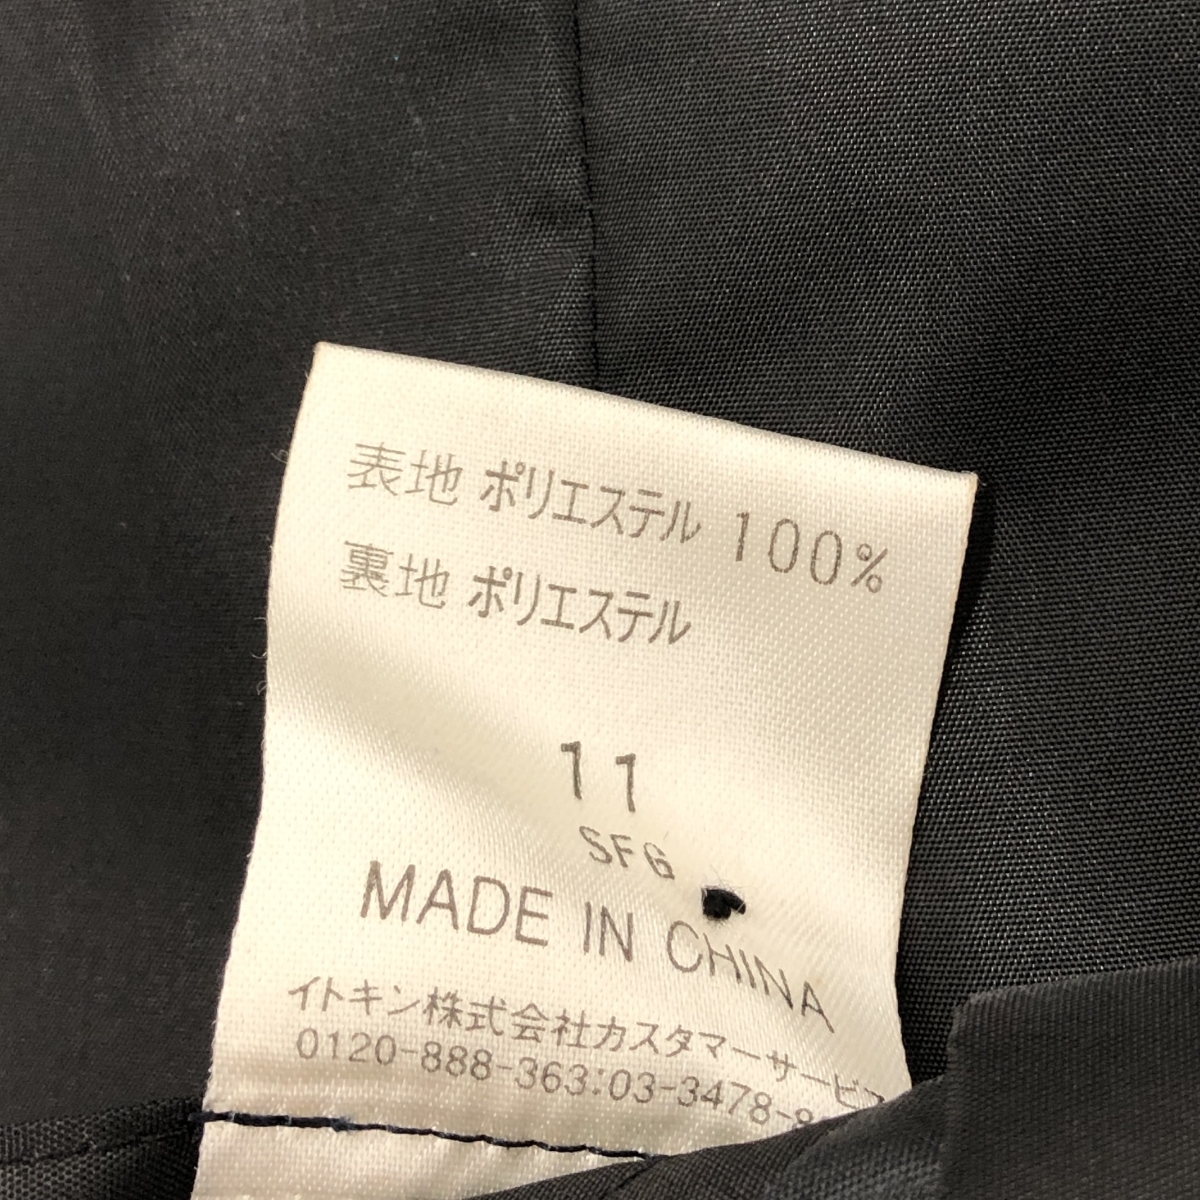 表地 ポリエステル 100%
裏地 ポリエステル
11
SFG
MADE IN CHINA
イトキン株式会社カスタマーサービス
0120-888-363:03-3478-8